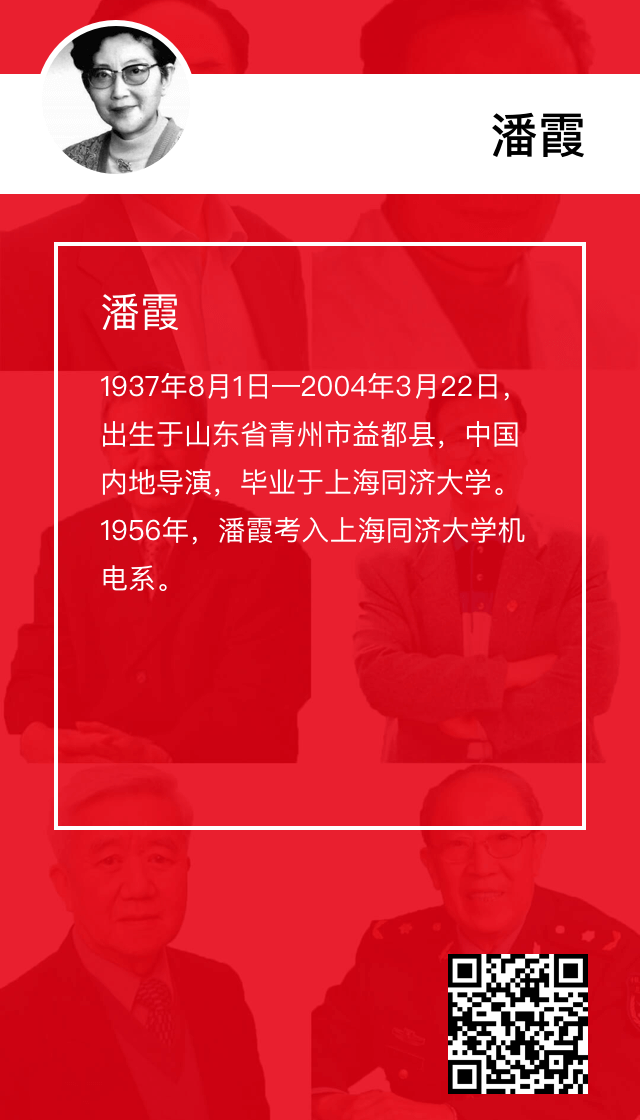 潘霞
潘霞
1937年8月1日—2004年3月22日，
出生于山东省青州市益都县，中国
内地导演，毕业于上海同济大学。
1956年，潘霞考入上海同济大学机
电系。